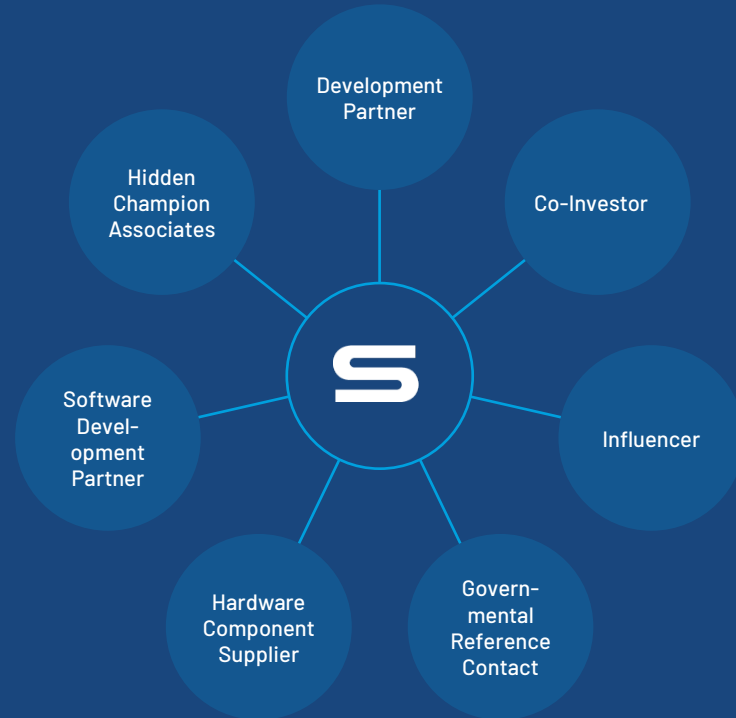 Development
Partner
Co-Investor
Influencer
Govern-
mental
Reference
Contact
Hardware
Component
Supplier
Software
Devel-
opment
Partner
Hidden
Champion
Associates
S